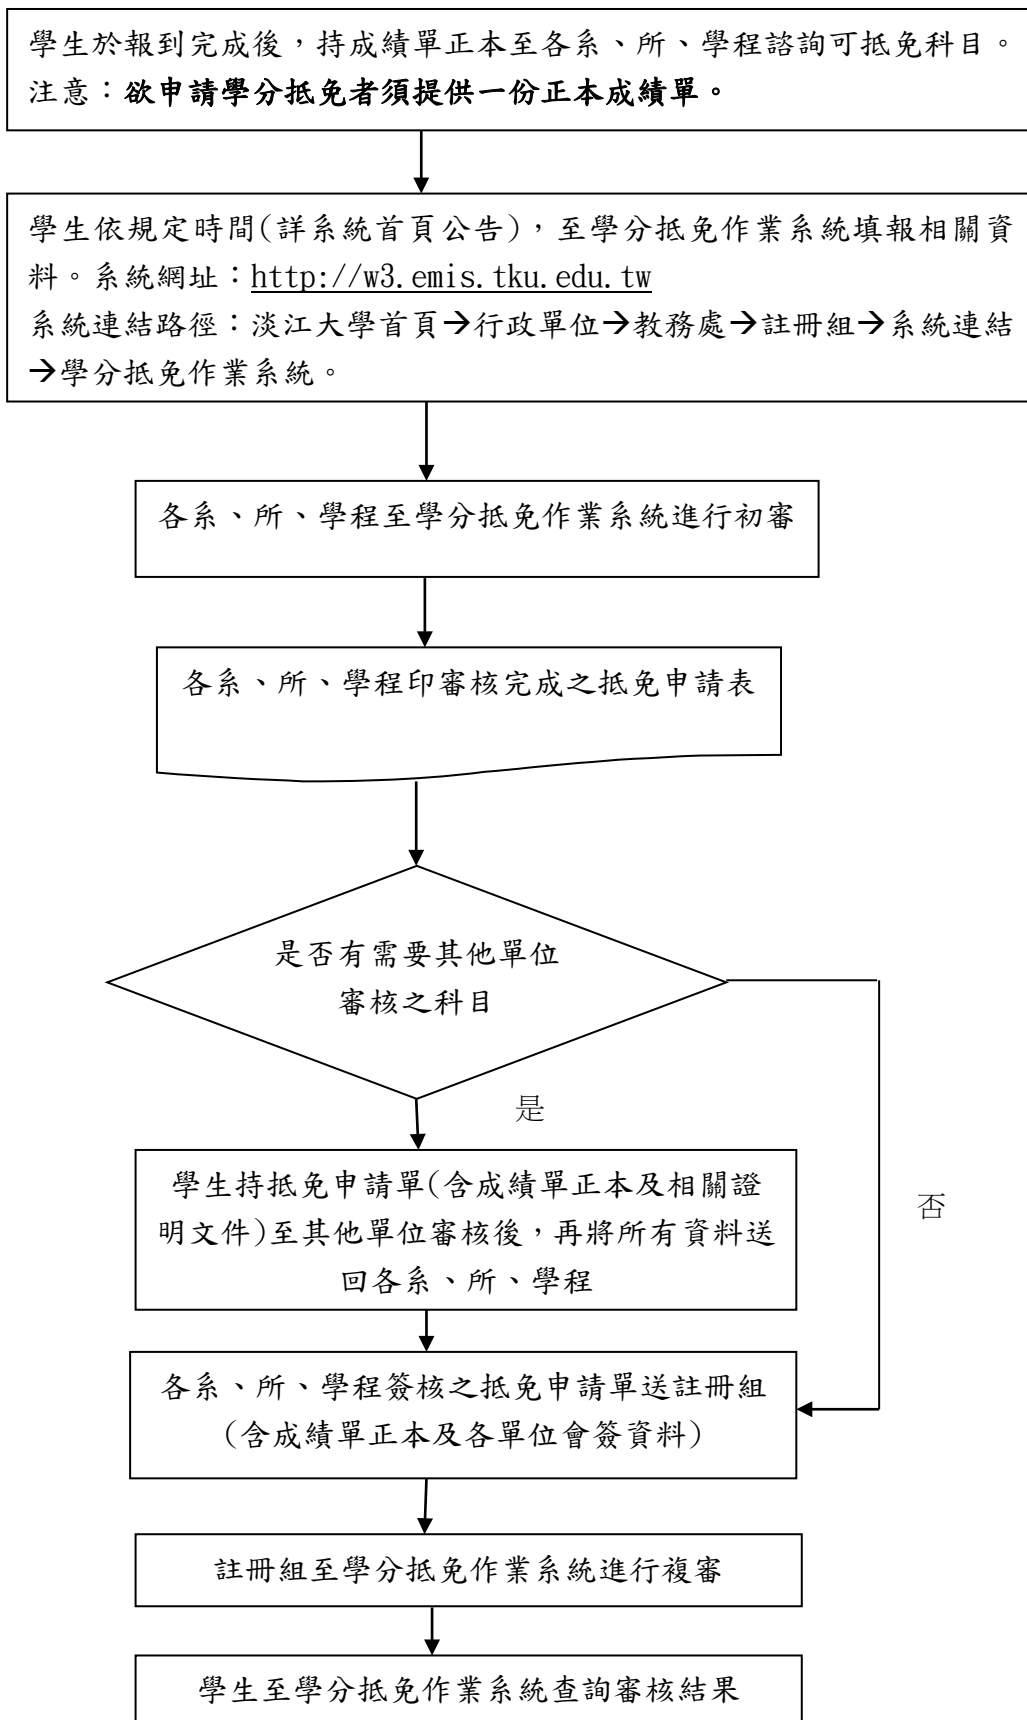 學生於報到完成後，持成績單正本至各系、所、學程諮詢可抵免科目。
注意：欲申請學分抵免者須提供一份正本成績單。
學生依規定時間(詳系統首頁公告)，至學分抵免作業系統填報相關資
料。系統網址：http://w3.emis.tku.edu.tw
系統連結路徑：淡江大學首頁→行政單位→教務處→註冊組→系統連結
→學分抵免作業系統。
各系、所、學程至學分抵免作業系統進行初審
各系、所、學程印審核完成之抵免申請表
是否有需要其他單位
審核之科目
是
學生持抵免申請單(含成績單正本及相關證
明文件)至其他單位審核後，再將所有資料送
回各系、所、學程
否
各系、所、學程簽核之抵免申請單送註冊組
(含成績單正本及各單位會簽資料)
註冊組至學分抵免作業系統進行複審
學生至學分抵免作業系統查詢審核結果